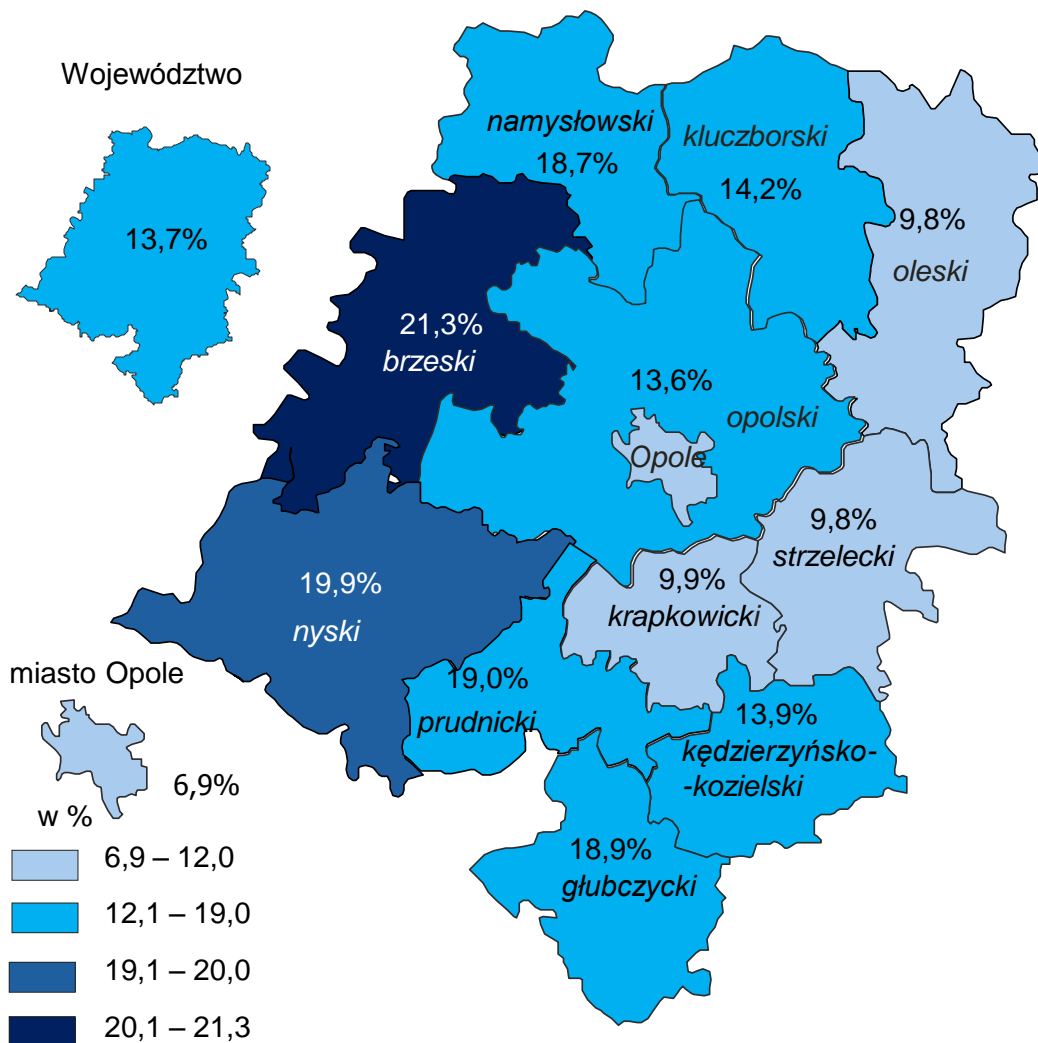 Województwo
13,7%
namysłowski
18,7%
kluczborski
14,2%
9,8%
oleski
21,3%
brzeski
13,6%
opolski
Opole
9,8%
strzelecki
9,9%
krapkowicki
19,9%
nyski
19,0%
prudnicki
13,9%
kędzierzyńsko-
-kozielski
18,9%
głubczycki
miasto Opole
6,9%
w %
6,9 – 12,0
12,1 – 19,0
19,1 – 20,0
20,1 – 21,3